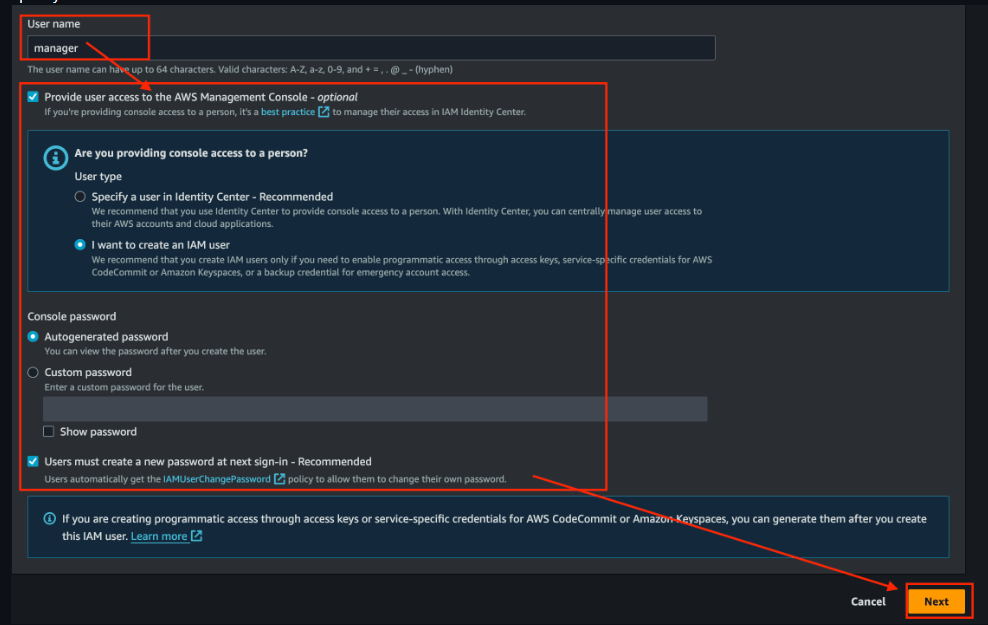 User name
manager
The user name can have up to 64 characters. Valid characters: A-Z, a-z, 0-9, and + = , . @ _ - (hyphen)
Provide user access to the AWS Management Console - optional
If you're providing console access to a person, it's a best practice to manage their access in IAM Identity Center.
Are you providing console access to a person?
User type
Specify a user in Identity Center - Recommended
We recommend that you use Identity Center to provide console access to a person. With Identity Center, you can centrally manage user access to
their AWS accounts and cloud applications.
I want to create an IAM user
We recommend that you create IAM users only if you need to enable programmatic access through access keys, service-specific credentials for AWS
CodeCommit or Amazon Keyspaces, or a backup credential for emergency account access.
Console password
Autogenerated password
You can view the password after you create the user.
Custom password
Enter a custom password for the user.
Show password
Users must create a new password at next sign-in - Recommended
Users automatically get the IAMUserChangePassword policy to allow them to change their own password.
If you are creating programmatic access through access keys or service-specific credentials for AWS CodeCommit or Amazon Keyspaces, you can generate them after you create
this IAM user. Learn more
Cancel
Next